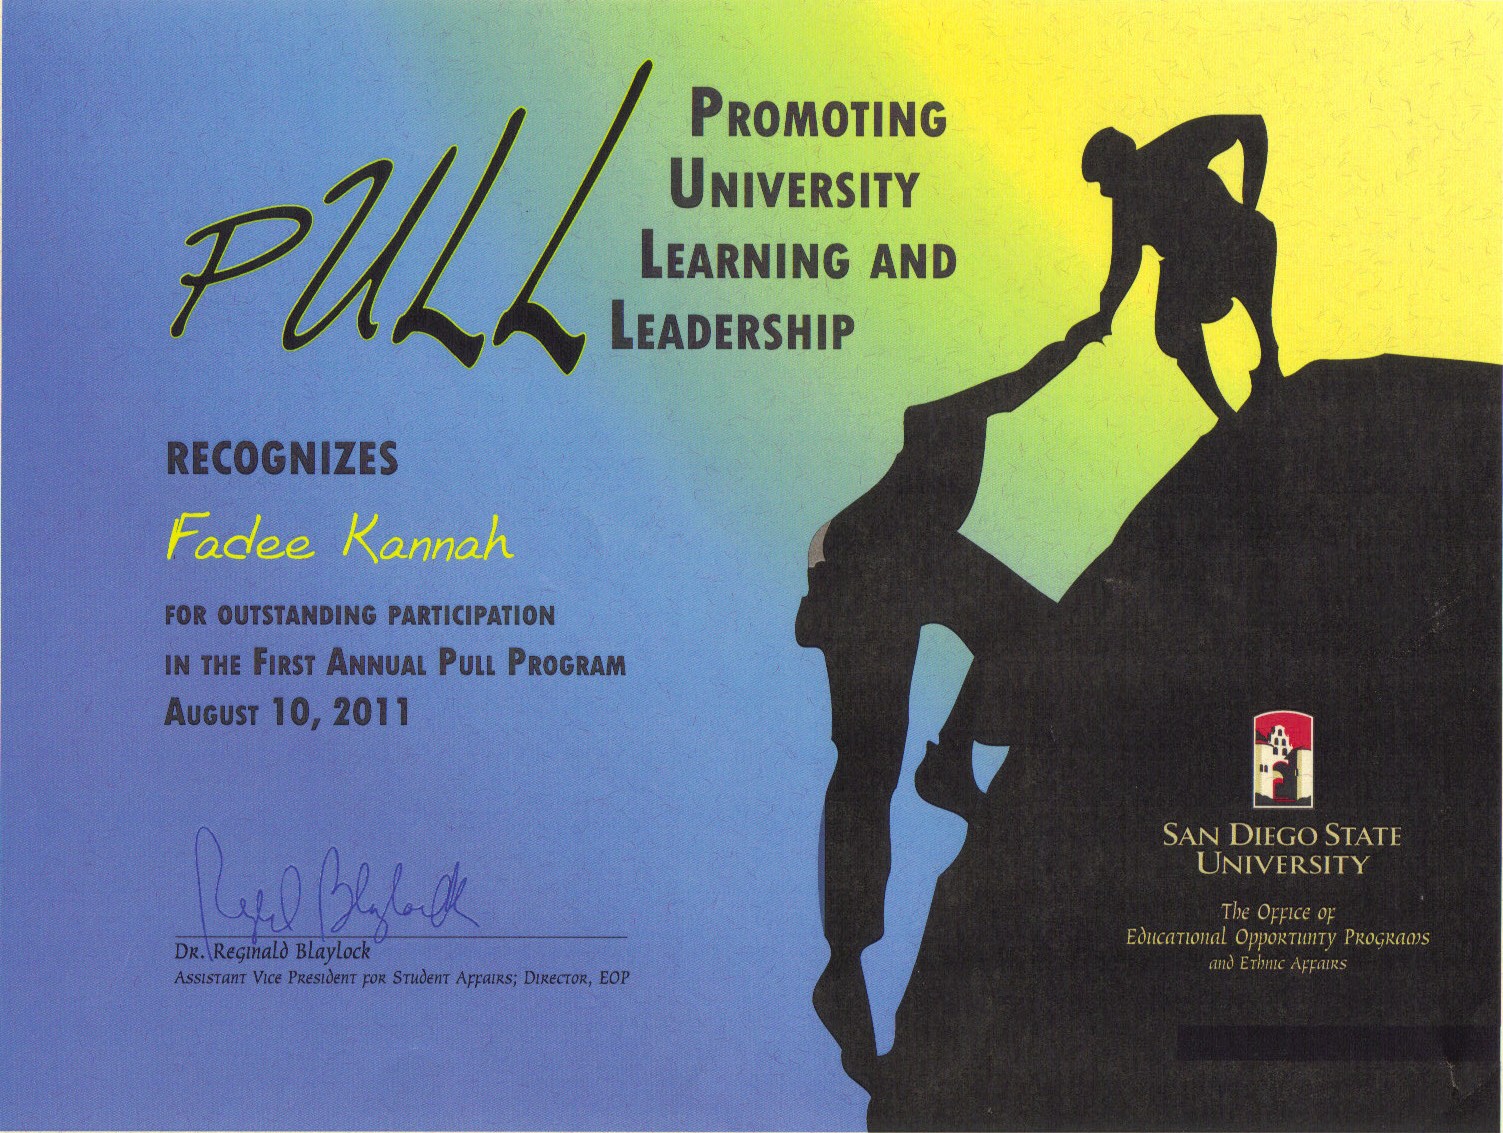 PULL
PROMOTING
UNIVERSITY
LEARNING AND
LEADERSHIP
RECOGNIZES
Fadee Kannah
FOR OUTSTANDING PARTICIPATION
IN THE FIRST ANNUAL PULL PROGRAM
AUGUST 10, 2011
Reginald Blaylock
DR. REGINALD BLAYLOCK
ASSISTANT VICE PRESIDENT FOR STUDENT AFFAIRS; DIRECTOR, EOP
SAN DIEGO STATE
UNIVERSITY
THE OFFICE OF
EDUCATIONAL OPPORTUNITY PROGRAMS
AND ETHNIC AFFAIRS